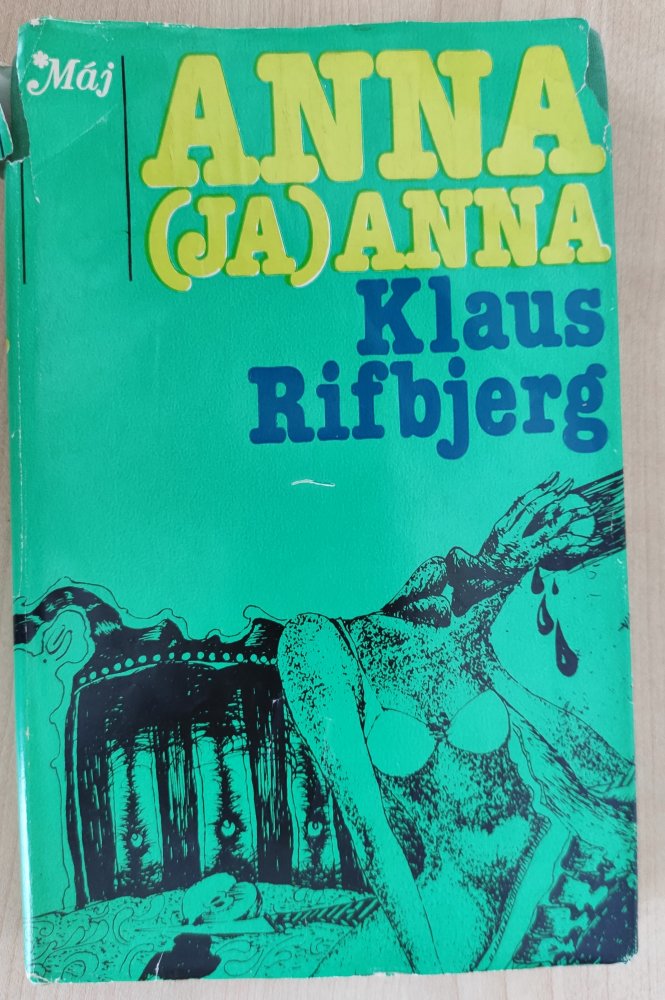 *Máj
ANNA
(JA) ANNA
Klaus
Rifbjerg